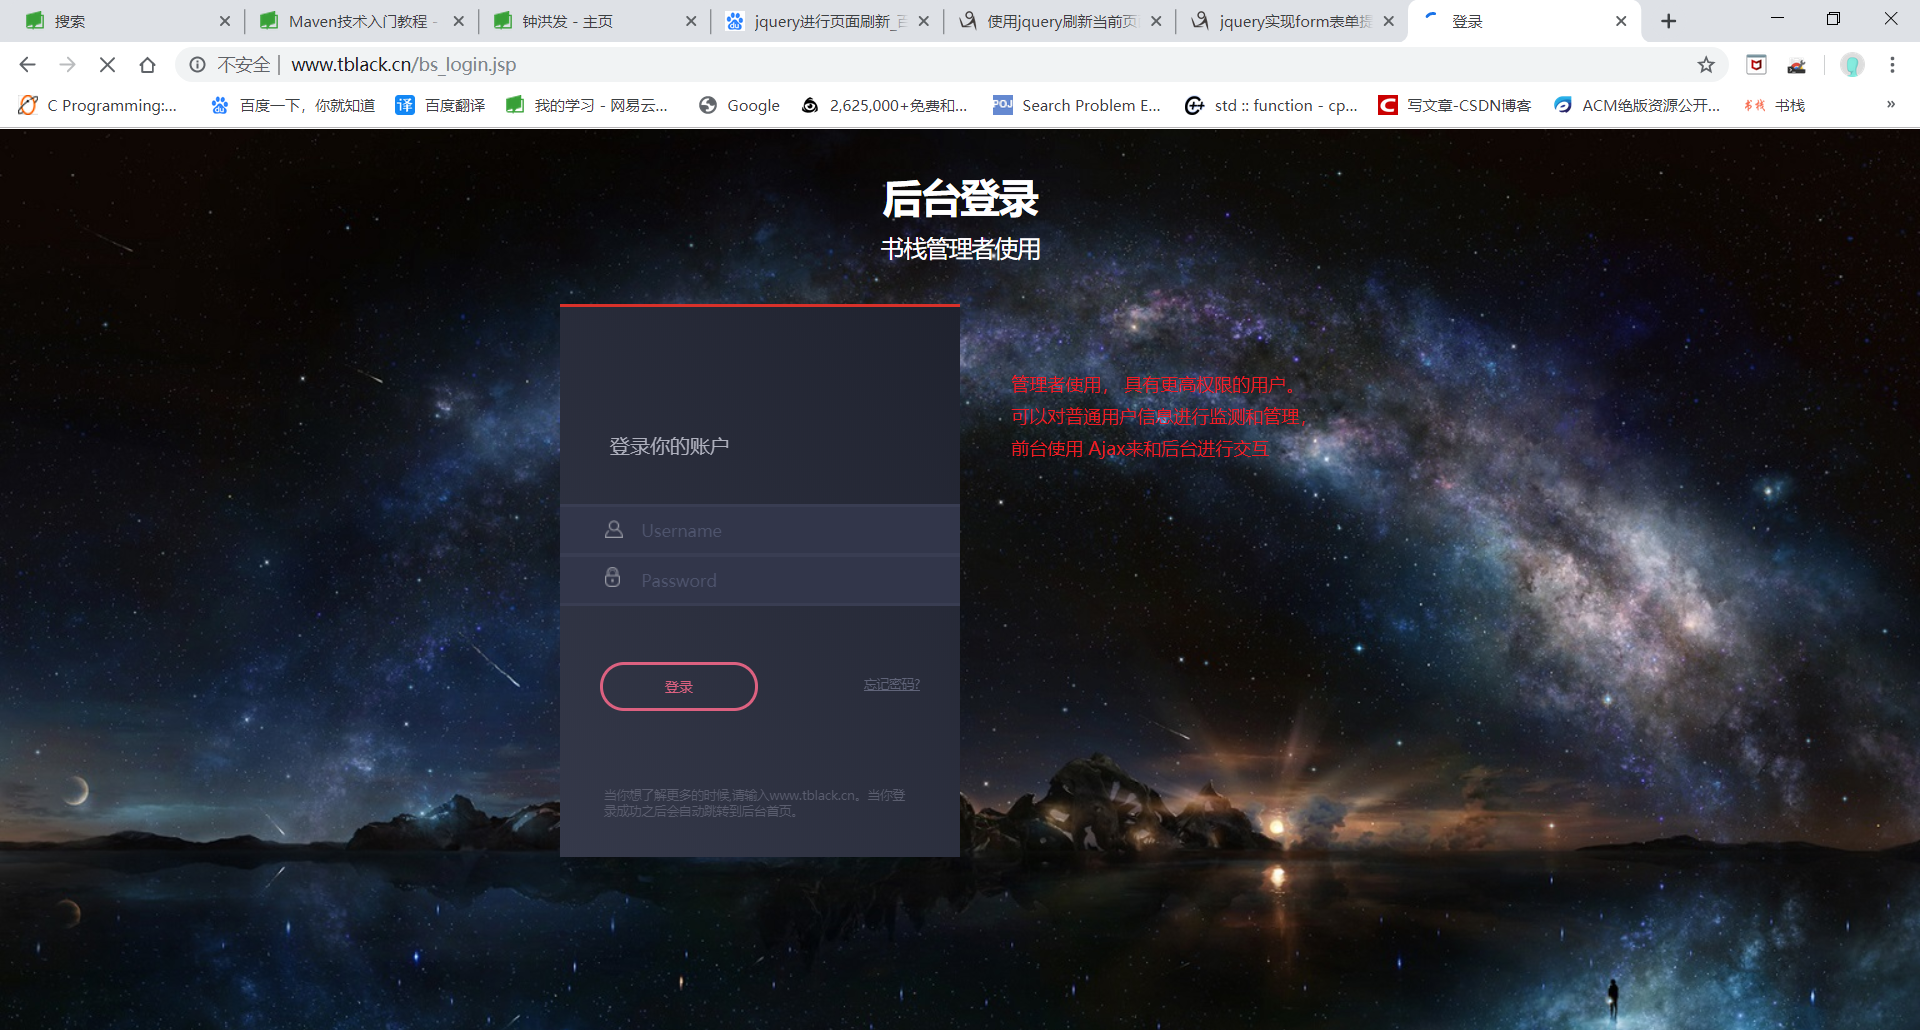 搜索
Maven技术入门教程 -
钟洪发 - 主页
jquery进行页面刷新_百
使用jquery刷新当前页面
jquery实现form表单提
登录
不安全 | www.tblack.cn/bs_login.jsp
C Programming:...
百度一下，你就知道
百度翻译
我的学习 - 网易云...
Google
2,625,000+免费和...
Search Problem E...
std :: function - cp...
写文章-CSDN博客
ACM绝版资源公开...
书栈
»
后台登录
书栈管理者使用
管理者使用， 具有更高权限的用户。
可以对普通用户信息进行监测和管理，
前台使用 Ajax来和后台进行交互
登录你的账户
Username
Password
登录
忘记密码?
当你想了解更多的时候,请输入www.tblack.cn。当你登
录成功之后会自动跳转到后台首页。